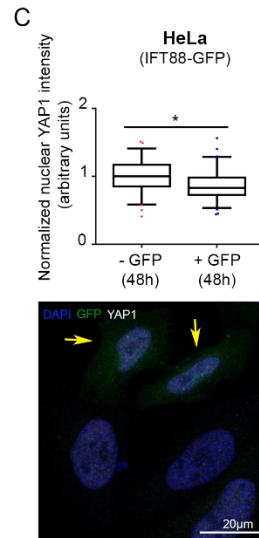 C
HeLa
(IFT88-GFP)
Normalized nuclear YAP1 intensity
(arbitrary units)
2
1
0
*
- GFP
(48h)
+ GFP
(48h)
DAPI GFP YAP1
20µm